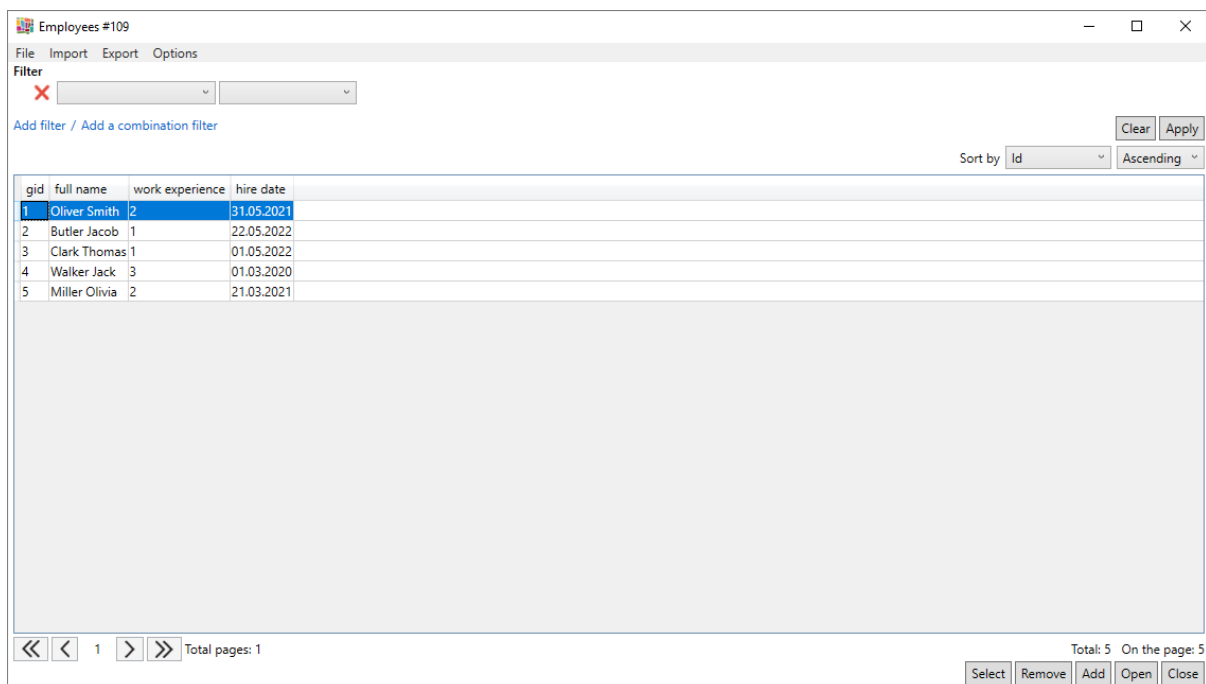 Employees #109
File Import Export Options
Filter
Add filter / Add a combination filter
Clear Apply
Sort by Id Ascending
gid full name work experience hire date
1 Oliver Smith 2 31.05.2021
2 Butler Jacob 1 22.05.2022
3 Clark Thomas 1 01.05.2022
4 Walker Jack 3 01.03.2020
5 Miller Olivia 2 21.03.2021
1 Total pages: 1 Total: 5 On the page: 5
Select Remove Add Open Close